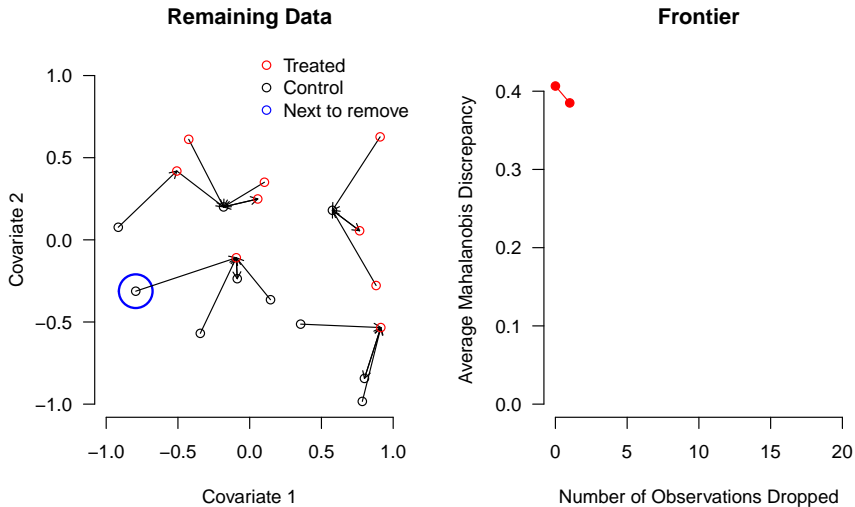 Remaining Data
Treated
Control
Next to remove
1.0
0.5
0.0
−0.5
−1.0
Covariate 2
−1.0 −0.5 0.0 0.5 1.0
Covariate 1
Frontier
0.4
0.3
0.2
0.1
0.0
Average Mahalanobis Discrepancy
0 5 10 15 20
Number of Observations Dropped